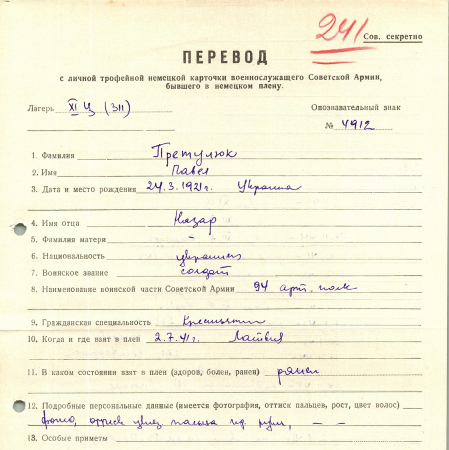 241
Сов. секретно
ПЕРЕВОД
с личной трофейной немецкой карточки военнослужащего Советской Армии,
бывшего в немецком плену.
Лагерь XI Ц (311) Опознавательный знак
№ 4912
1. Фамилия Претулюк
2. Имя Павел
3. Дата и место рождения 24.3.1921г. Украина
4. Имя отца Назар
5. Фамилия матери -
6. Национальность украинец
7. Воинское звание солдат
8. Наименование воинской части Советской Армии 94 арт. полк
9. Гражданская специальность Крестьянин
10. Когда и где взят в плен 2.7.41г. Латвия
11. В каком состоянии взят в плен (здоров, болен, ранен) ранен
12. Подробные персональные данные (имеется фотография, оттиск пальцев, рост, цвет волос)
фото, оттиск указ. пальца пр. руки, — —
13. Особые приметы